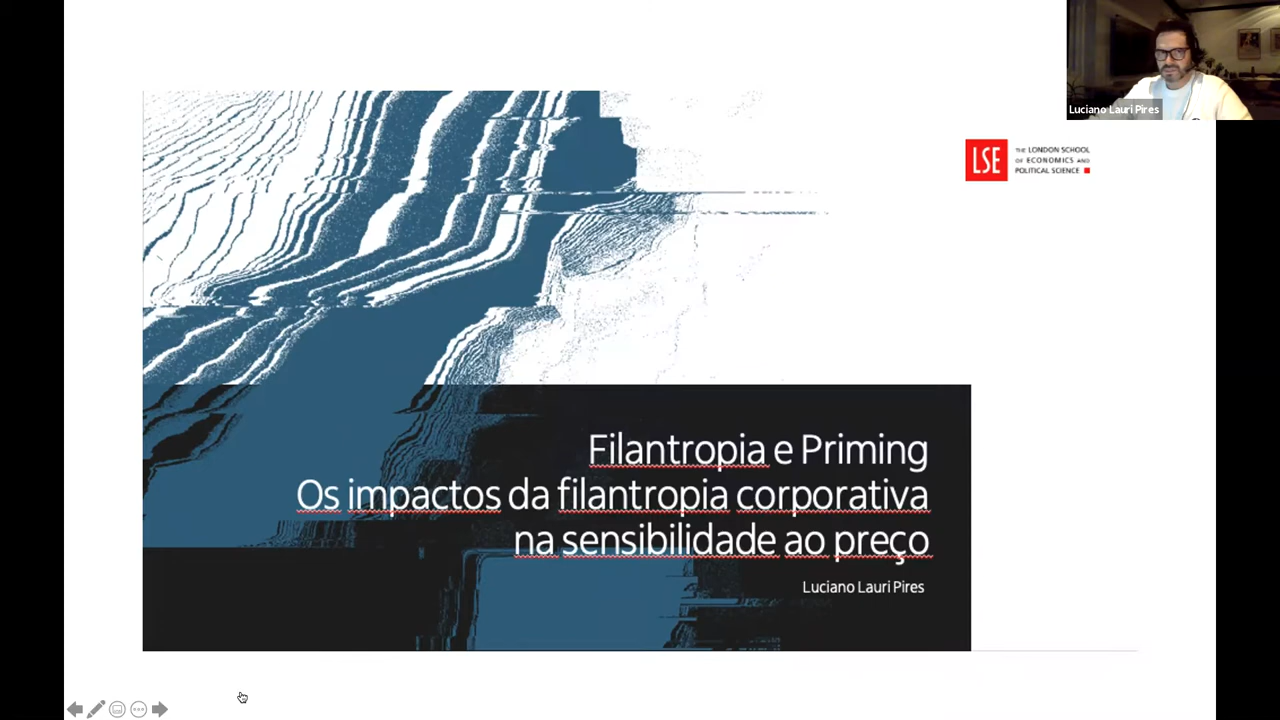 Luciano Lauri Pires
LSE
THE LONDON SCHOOL
OF ECONOMICS AND
POLITICAL SCIENCE
Filantropia e Priming
Os impactos da filantropia corporativa
na sensibilidade ao preço
Luciano Lauri Pires